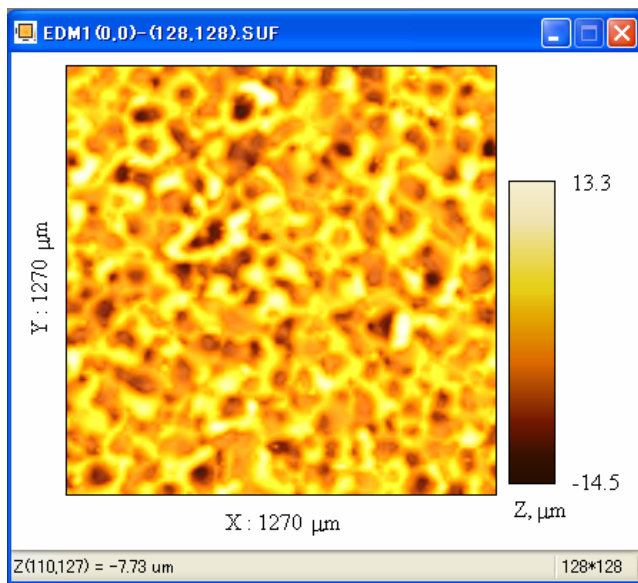 EDM1(0,0)-(128,128).SUF
13.3
Y : 1270 µm
-14.5
Z, µm
X : 1270 µm
Z(110,127) = -7.73 um
128*128